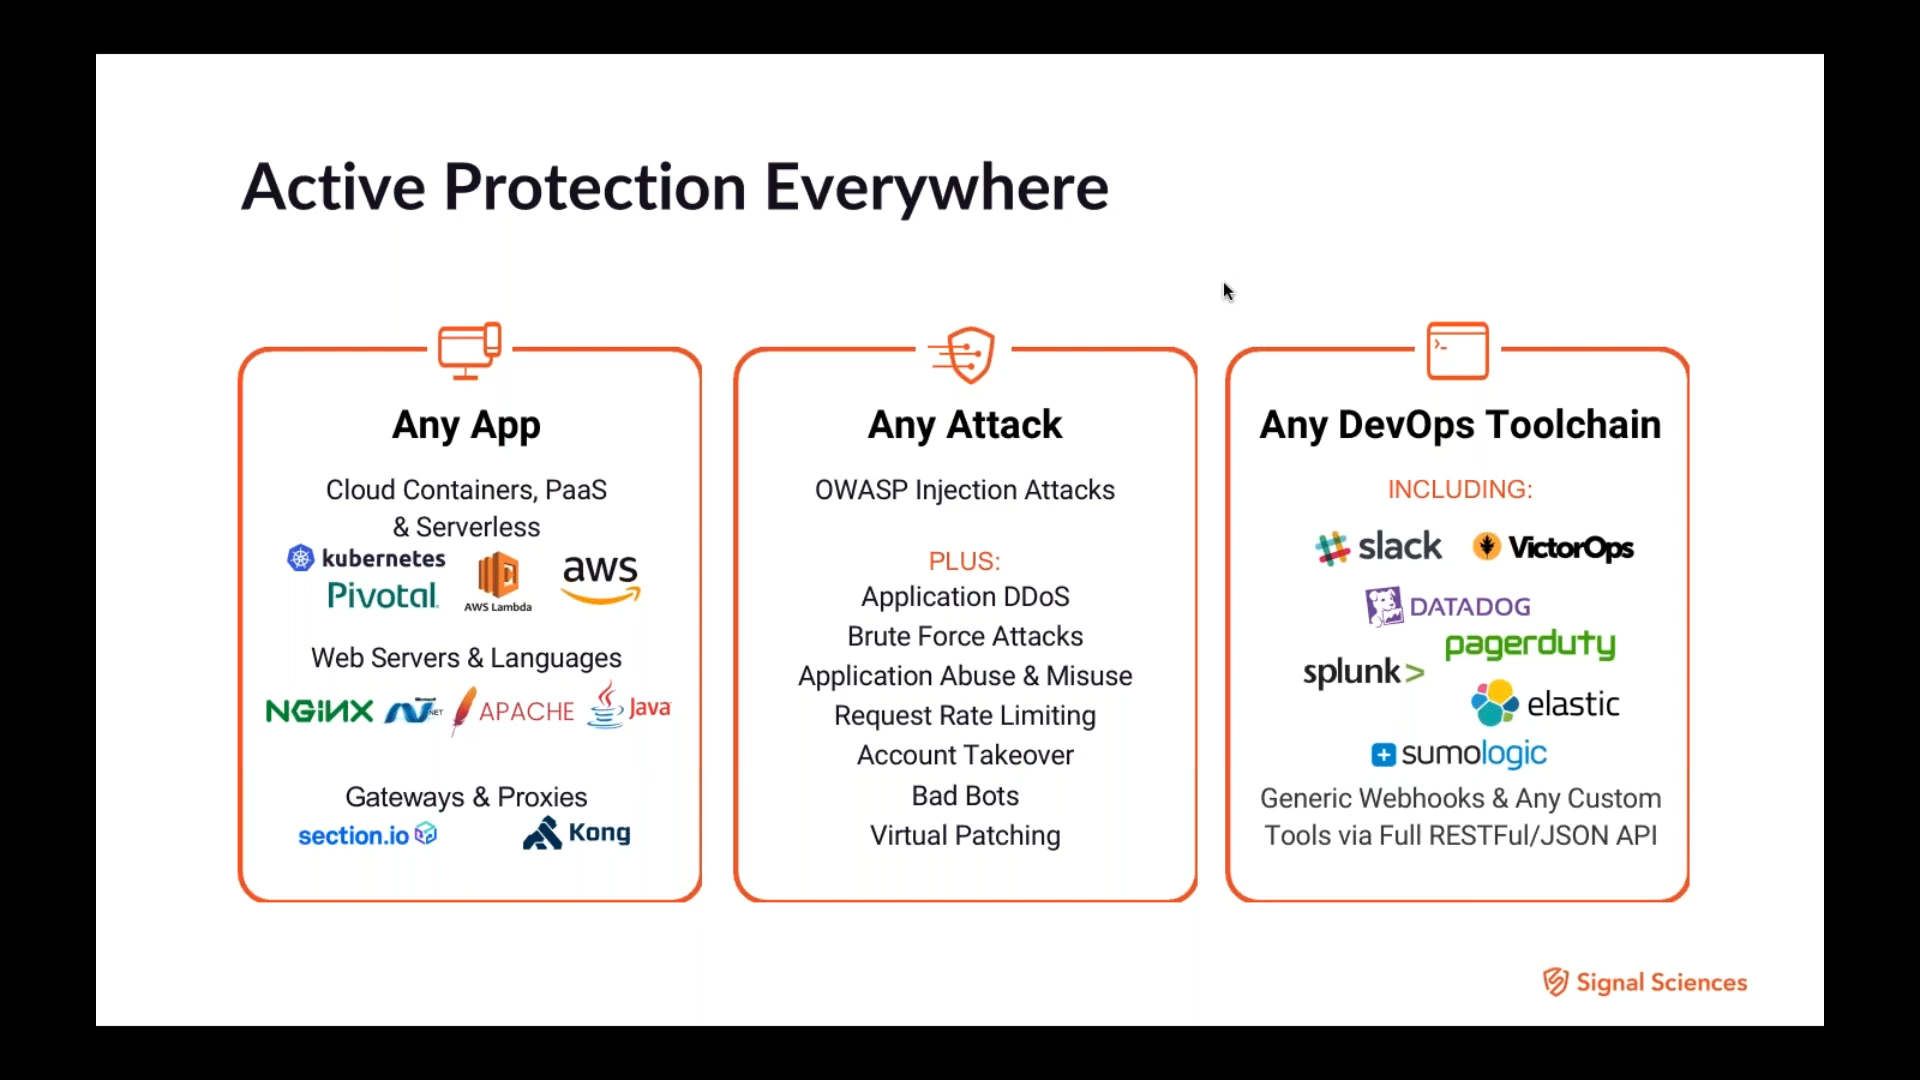 Active Protection Everywhere
Any App
Cloud Containers, PaaS
& Serverless
kubernetes
Pivotal
AWS Lambda
aws
Web Servers & Languages
NGINX
Microsoft
.NET
APACHE
Java
Gateways & Proxies
section.io
Kong
Any Attack
OWASP Injection Attacks
PLUS:
Application DDoS
Brute Force Attacks
Application Abuse & Misuse
Request Rate Limiting
Account Takeover
Bad Bots
Virtual Patching
Any DevOps Toolchain
INCLUDING:
slack
VictorOps
DATADOG
pagerduty
splunk>
elastic
sumologic
Generic Webhooks & Any Custom
Tools via Full RESTFul/JSON API
Signal Sciences